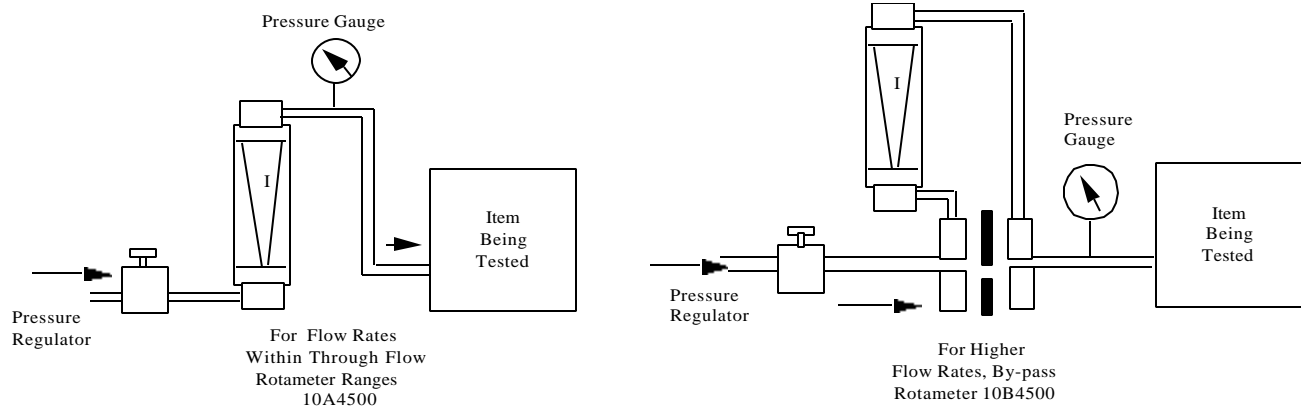 Pressure Gauge
I
Item
Being
Tested
Pressure
Regulator
For Flow Rates
Within Through Flow
Rotameter Ranges
10A4500
I
Pressure
Gauge
Item
Being
Tested
Pressure
Regulator
For Higher
Flow Rates, By-pass
Rotameter 10B4500